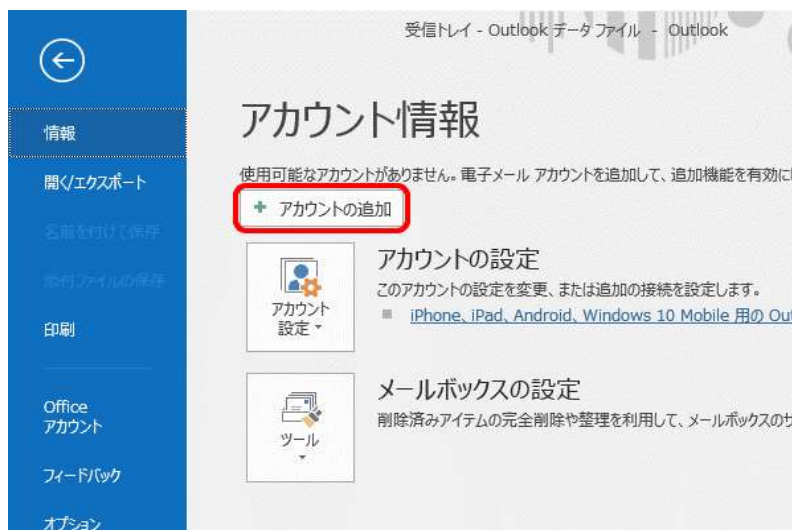 受信トレイ - Outlook データ ファイル - Outlook
情報
開く/エクスポート
名前を付けて保存
添付ファイルの保存
印刷
Office
アカウント
フィードバック
オプション
アカウント情報
使用可能なアカウントがありません。電子メール アカウントを追加して、追加機能を有効に
+ アカウントの追加
アカウント
設定
アカウントの設定
このアカウントの設定を変更、または追加の接続を設定します。
iPhone、iPad、Android、Windows 10 Mobile 用の Out
ツール
メールボックスの設定
削除済みアイテムの完全削除や整理を利用して、メールボックスのサ